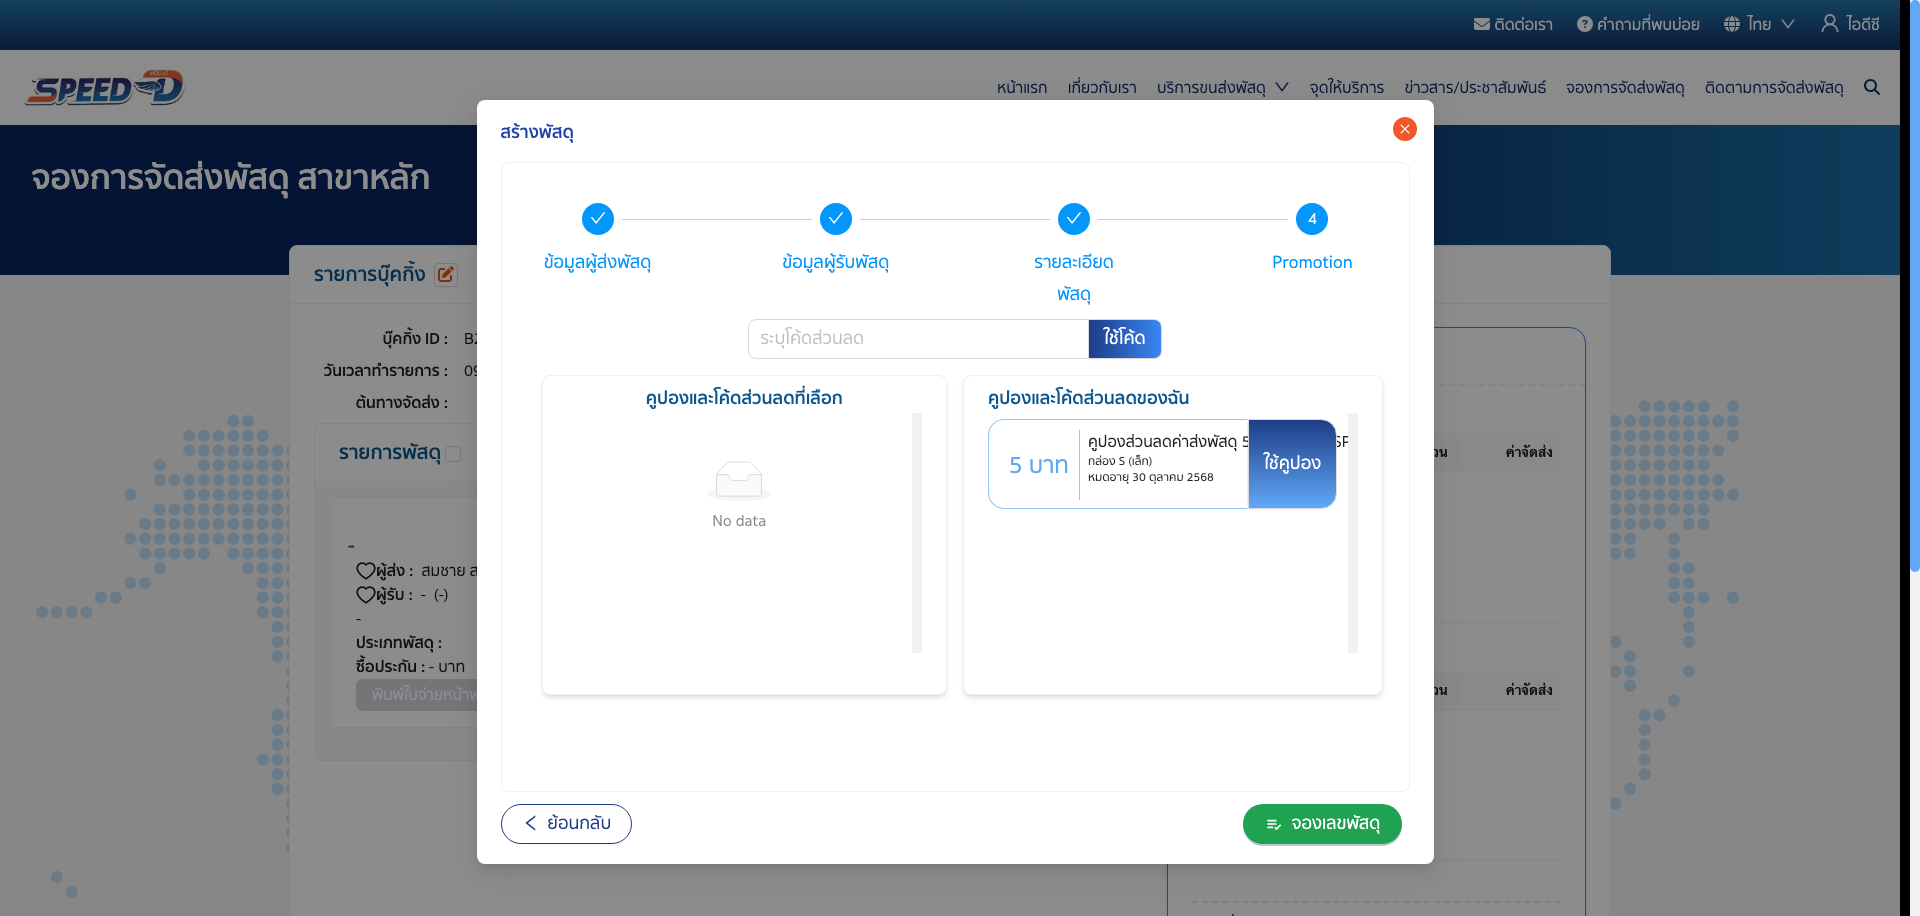 ติดต่อเรา คำถามที่พบบ่อย ไทย ไอดีซี
SPEED-D
หน้าแรก เกี่ยวกับเรา บริการขนส่งพัสดุ จุดให้บริการ ข่าวสาร/ประชาสัมพันธ์ จองการจัดส่งพัสดุ ติดตามการจัดส่งพัสดุ
จองการจัดส่งพัสดุ สาขาหลัก
รายการบุ๊คกิ้ง
บุ๊คกิ้ง ID :
วันเวลาทำรายการ : 09
ต้นทางจัดส่ง :
รายการพัสดุ
-
ผู้ส่ง : สมชาย
ผู้รับ : - (-)
-
ประเภทพัสดุ :
ซื้อประกัน : - บาท
พิมพ์ใบจ่ายหน้าพ
สร้างพัสดุ
ข้อมูลผู้ส่งพัสดุ
ข้อมูลผู้รับพัสดุ
รายละเอียด
พัสดุ
4
Promotion
ระบุโค้ดส่วนลด
ใช้โค้ด
คูปองและโค้ดส่วนลดที่เลือก
No data
คูปองและโค้ดส่วนลดของฉัน
5 บาท
คูปองส่วนลดค่าส่งพัสดุ 5
กล่อง S (เล็ก)
หมดอายุ 30 ตุลาคม 2568
ใช้คูปอง
ย้อนกลับ
จองเลขพัสดุ
ค่าจัดส่ง
ค่าจัดส่ง